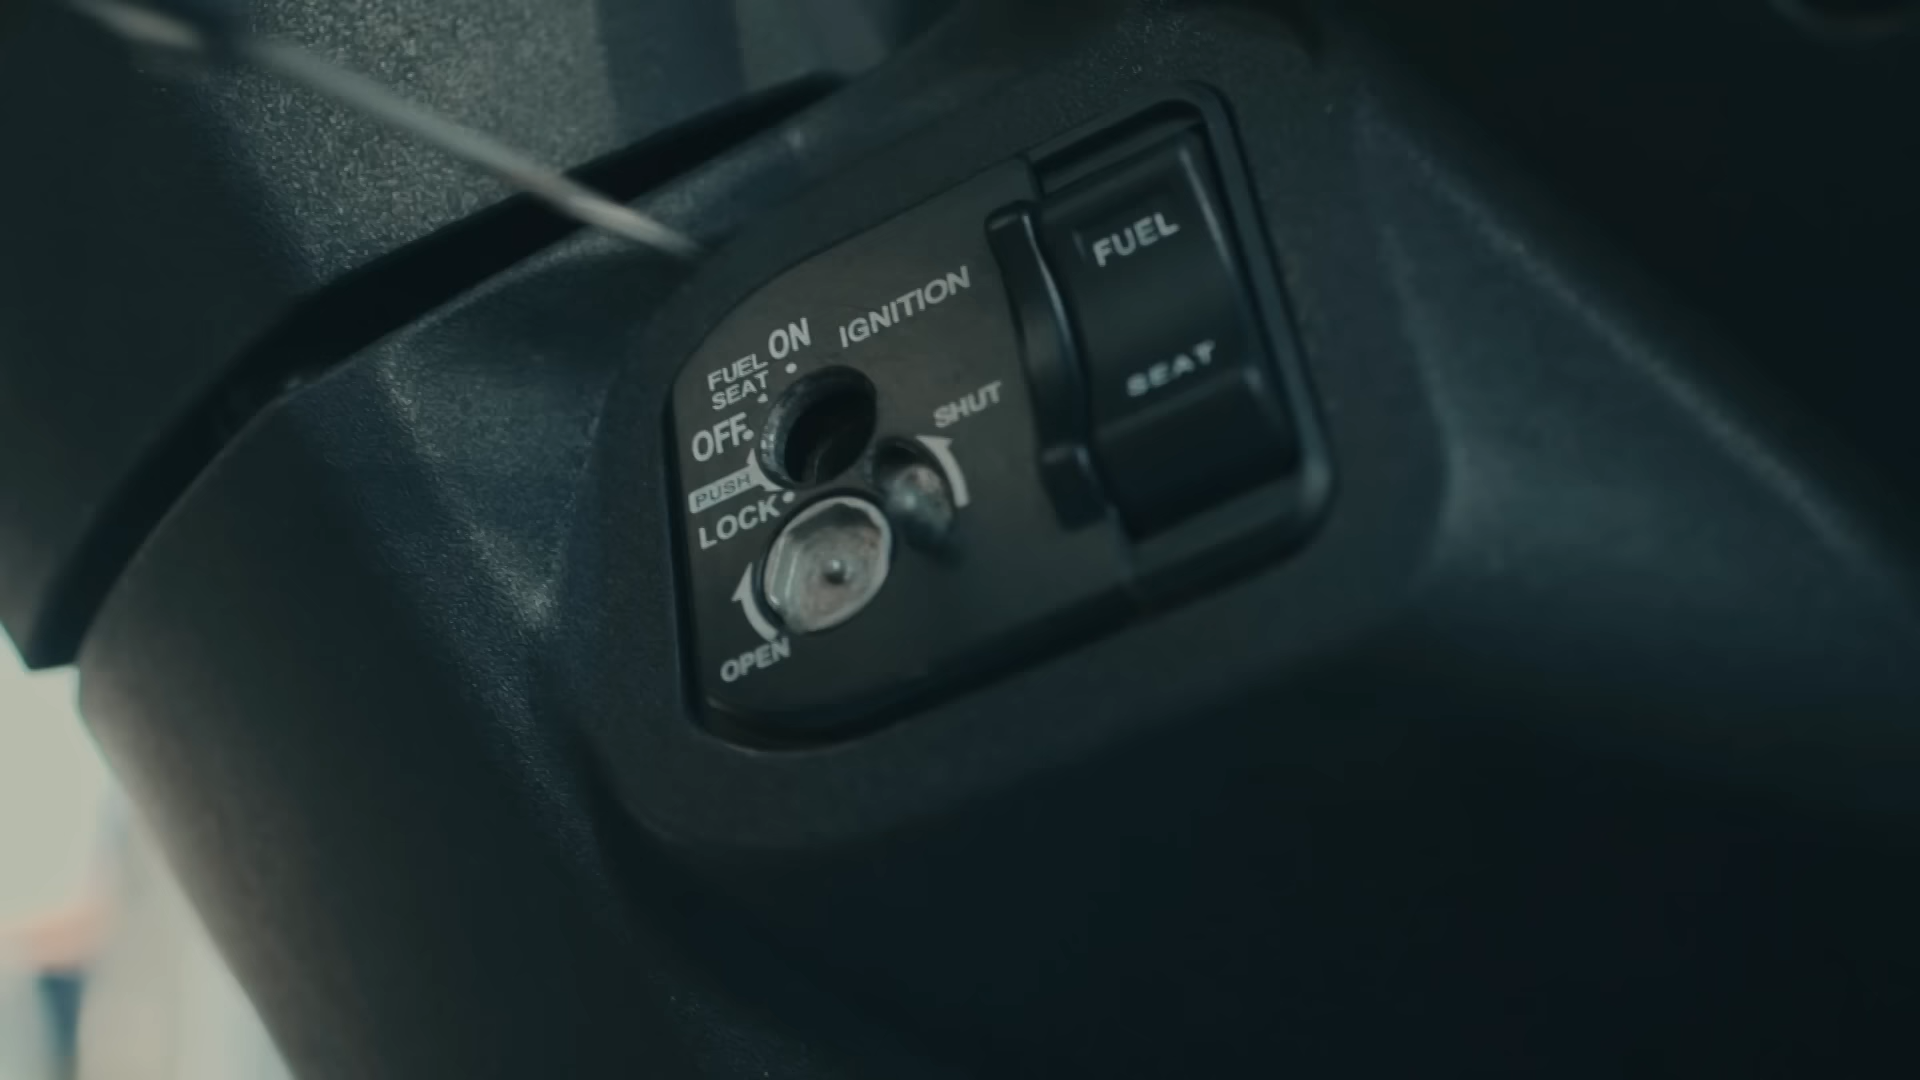 IGNITION
ON
FUEL
SEAT
OFF
PUSH
LOCK
SHUT
OPEN
FUEL
SEAT